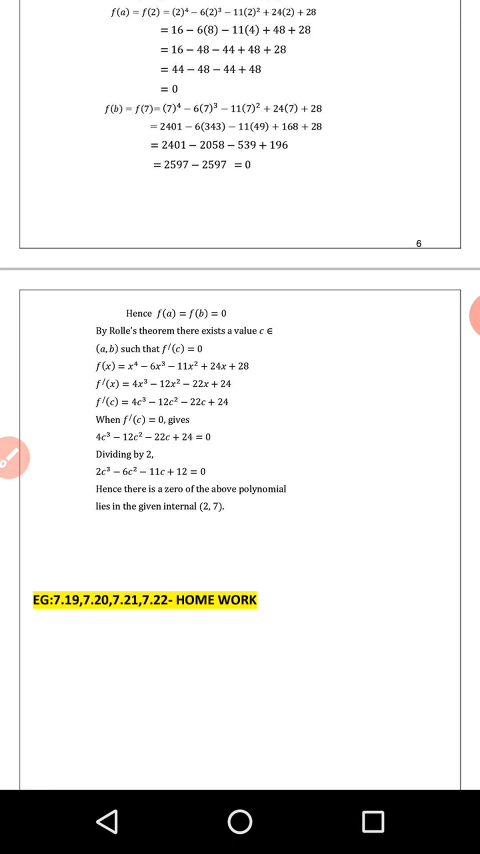 f(a) = f(2) = (2)⁴ − 6(2)³ − 11(2)² + 24(2) + 28
= 16 − 6(8) − 11(4) + 48 + 28
= 16 − 48 − 44 + 48 + 28
= 44 − 48 − 44 + 48
= 0
f(b) = f(7)= (7)⁴ − 6(7)³ − 11(7)² + 24(7) + 28
= 2401 − 6(343) − 11(49) + 168 + 28
= 2401 − 2058 − 539 + 196
= 2597 − 2597 = 0
6
Hence f(a) = f(b) = 0
By Rolle's theorem there exists a value c ∈
(a, b) such that f′(c) = 0
f(x) = x⁴ − 6x³ − 11x² + 24x + 28
f′(x) = 4x³ − 12x² − 22x + 24
f′(c) = 4c³ − 12c² − 22c + 24
When f′(c) = 0, gives
4c³ − 12c² − 22c + 24 = 0
Dividing by 2,
2c³ − 6c² − 11c + 12 = 0
Hence there is a zero of the above polynomial
lies in the given internal (2, 7).
EG:7.19,7.20,7.21,7.22- HOME WORK